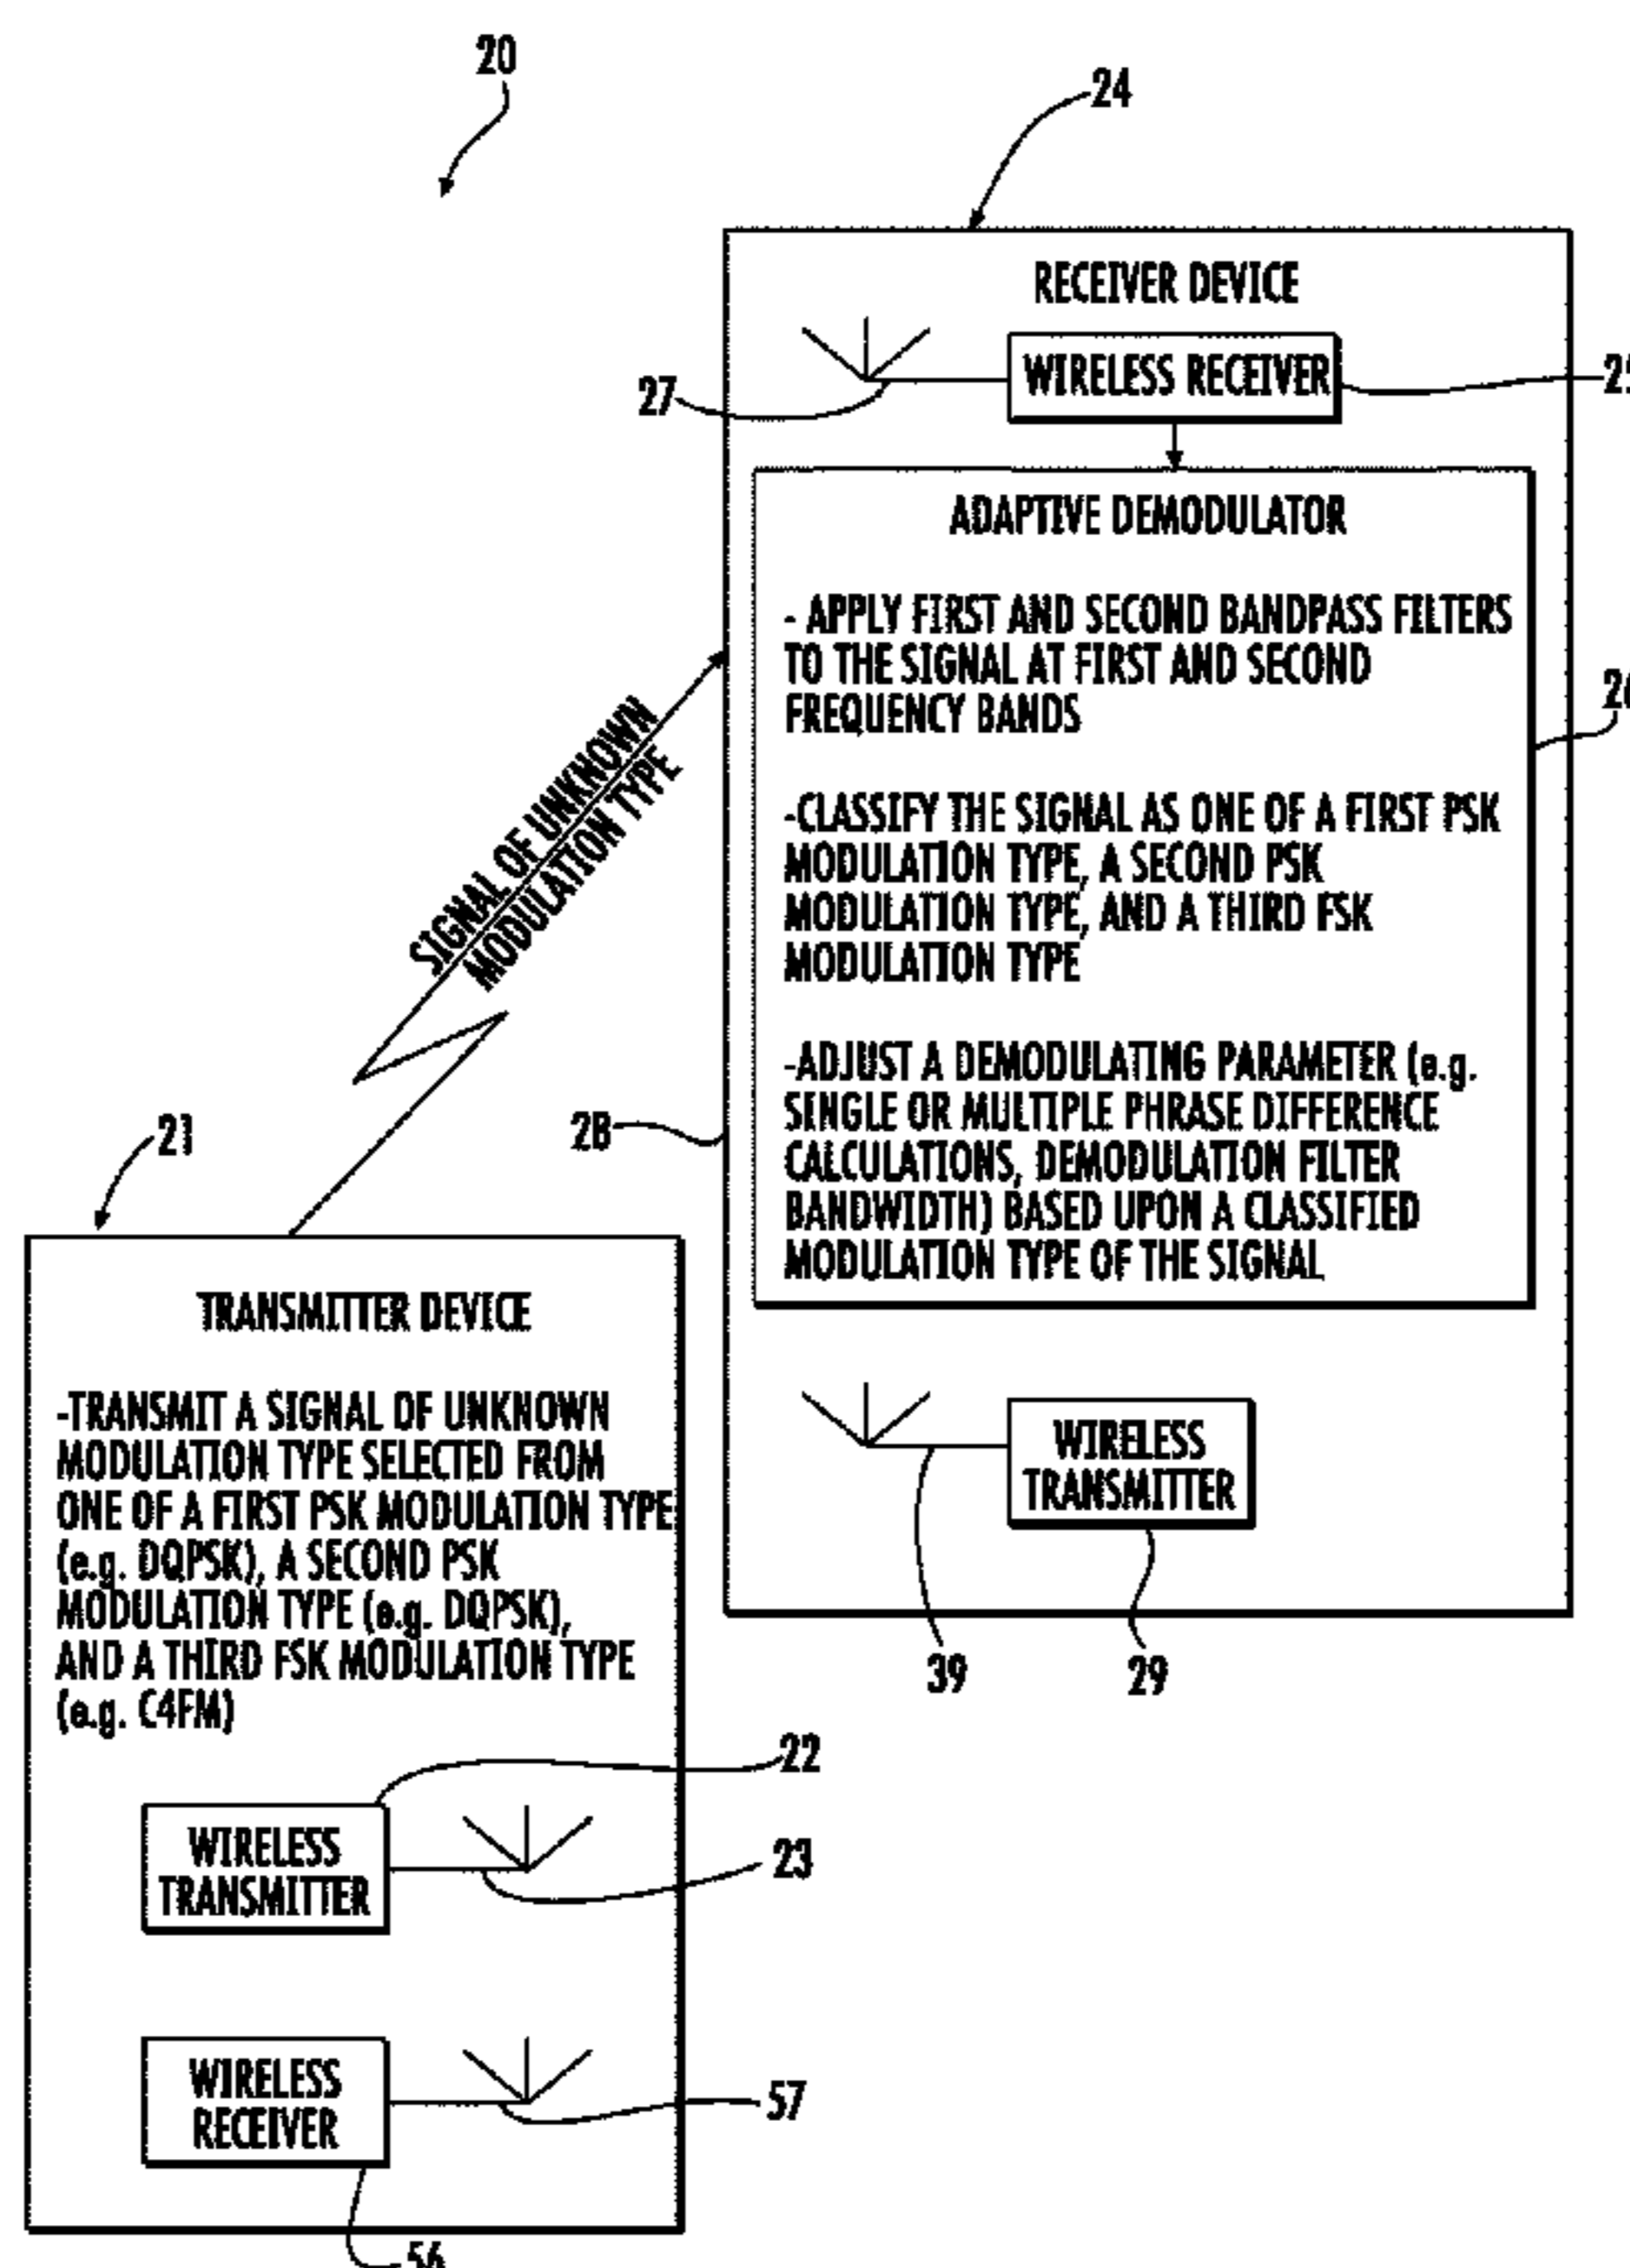 20
24
RECEIVER DEVICE
27
WIRELESS RECEIVER
ADAPTIVE DEMODULATOR
- APPLY FIRST AND SECOND BANDPASS FILTERS
TO THE SIGNAL AT FIRST AND SECOND
FREQUENCY BANDS
-CLASSIFY THE SIGNAL AS ONE OF A FIRST PSK
MODULATION TYPE, A SECOND PSK
MODULATION TYPE, AND A THIRD FSK
MODULATION TYPE
-ADJUST A DEMODULATING PARAMETER (e.g.
SINGLE OR MULTIPLE PHRASE DIFFERENCE
CALCULATIONS, DEMODULATION FILTER
BANDWIDTH) BASED UPON A CLASSIFIED
MODULATION TYPE OF THE SIGNAL
28
SIGNAL OF UNKNOWN
MODULATION TYPE
WIRELESS
TRANSMITTER
39
29
21
TRANSMITTER DEVICE
-TRANSMIT A SIGNAL OF UNKNOWN
MODULATION TYPE SELECTED FROM
ONE OF A FIRST PSK MODULATION TYPE
(e.g. DQPSK), A SECOND PSK
MODULATION TYPE (e.g. DQPSK),
AND A THIRD FSK MODULATION TYPE
(e.g. C4FM)
22
WIRELESS
TRANSMITTER
23
WIRELESS
RECEIVER
57
56